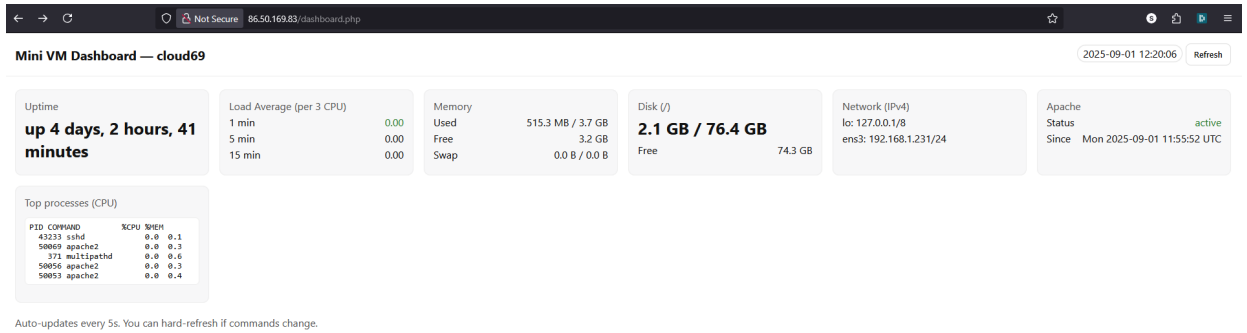 Not Secure 86.50.169.83/dashboard.php
Mini VM Dashboard — cloud69
2025-09-01 12:20:06 Refresh
Uptime
up 4 days, 2 hours, 41
minutes
Load Average (per 3 CPU)
1 min 0.00
5 min 0.00
15 min 0.00
Memory
Used 515.3 MB / 3.7 GB
Free 3.2 GB
Swap 0.0 B / 0.0 B
Disk (/)
2.1 GB / 76.4 GB
Free 74.3 GB
Network (IPv4)
lo: 127.0.0.1/8
ens3: 192.168.1.231/24
Apache
Status active
Since Mon 2025-09-01 11:55:52 UTC
Top processes (CPU)
PID COMMAND %CPU %MEM
43233 sshd 0.0 0.1
50069 apache2 0.0 0.3
371 multipathd 0.0 0.6
50056 apache2 0.0 0.3
50053 apache2 0.0 0.4
Auto-updates every 5s. You can hard-refresh if commands change.